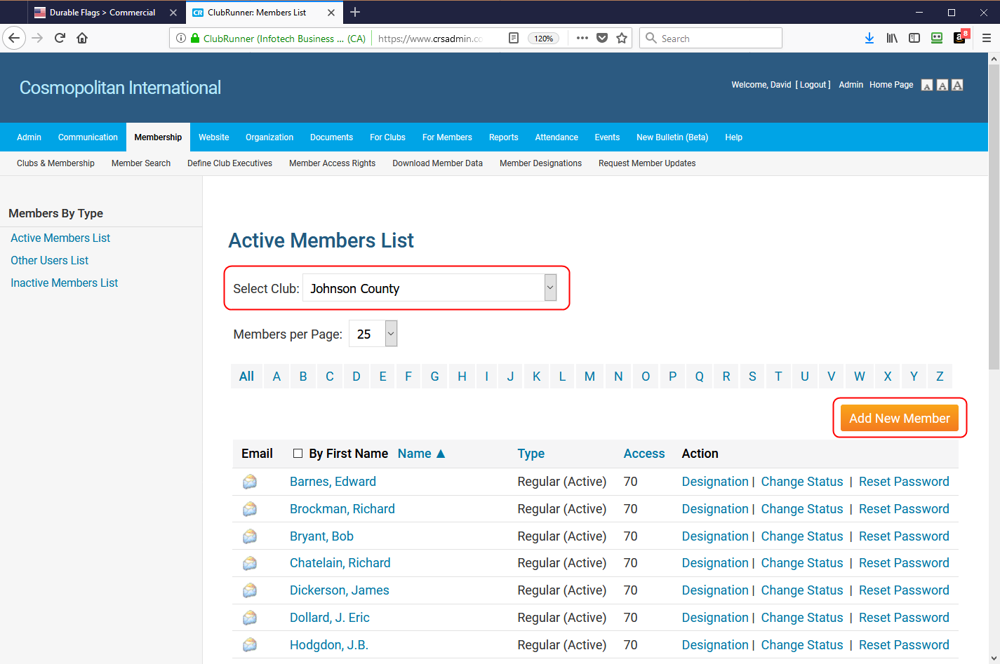 Durable Flags > Commercial
CR ClubRunner: Members List
ClubRunner (Infotech Business ... (CA) https://www.crsadmin.c 120% Search 8
Cosmopolitan International
Welcome, David [ Logout ] Admin Home Page A A A
Admin Communication Membership Website Organization Documents For Clubs For Members Reports Attendance Events New Bulletin (Beta) Help
Clubs & Membership Member Search Define Club Executives Member Access Rights Download Member Data Member Designations Request Member Updates
Members By Type
Active Members List
Other Users List
Inactive Members List
Active Members List
Select Club: Johnson County
Members per Page: 25
All A B C D E F G H I J K L M N O P Q R S T U V W X Y Z
Add New Member
Email By First Name Name ▲ Type Access Action
Barnes, Edward Regular (Active) 70 Designation | Change Status | Reset Password
Brockman, Richard Regular (Active) 70 Designation | Change Status | Reset Password
Bryant, Bob Regular (Active) 70 Designation | Change Status | Reset Password
Chatelain, Richard Regular (Active) 70 Designation | Change Status | Reset Password
Dickerson, James Regular (Active) 70 Designation | Change Status | Reset Password
Dollard, J. Eric Regular (Active) 70 Designation | Change Status | Reset Password
Hodgdon, J.B. Regular (Active) 70 Designation | Change Status | Reset Password